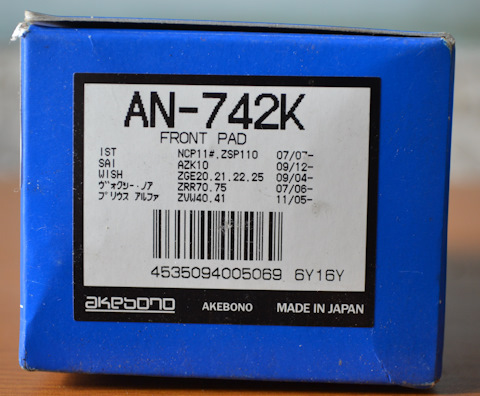 AN-742K
FRONT PAD
IST NCP11#.ZSP110 07/07-
SAI AZK10 09/12-
WISH ZGE20.21.22.25 09/04-
ヴォクシー.ノア ZRR70.75 07/06-
プリウス アルファ ZVW40.41 11/05-
4535094005069 6Y16Y
akebono AKEBONO MADE IN JAPAN